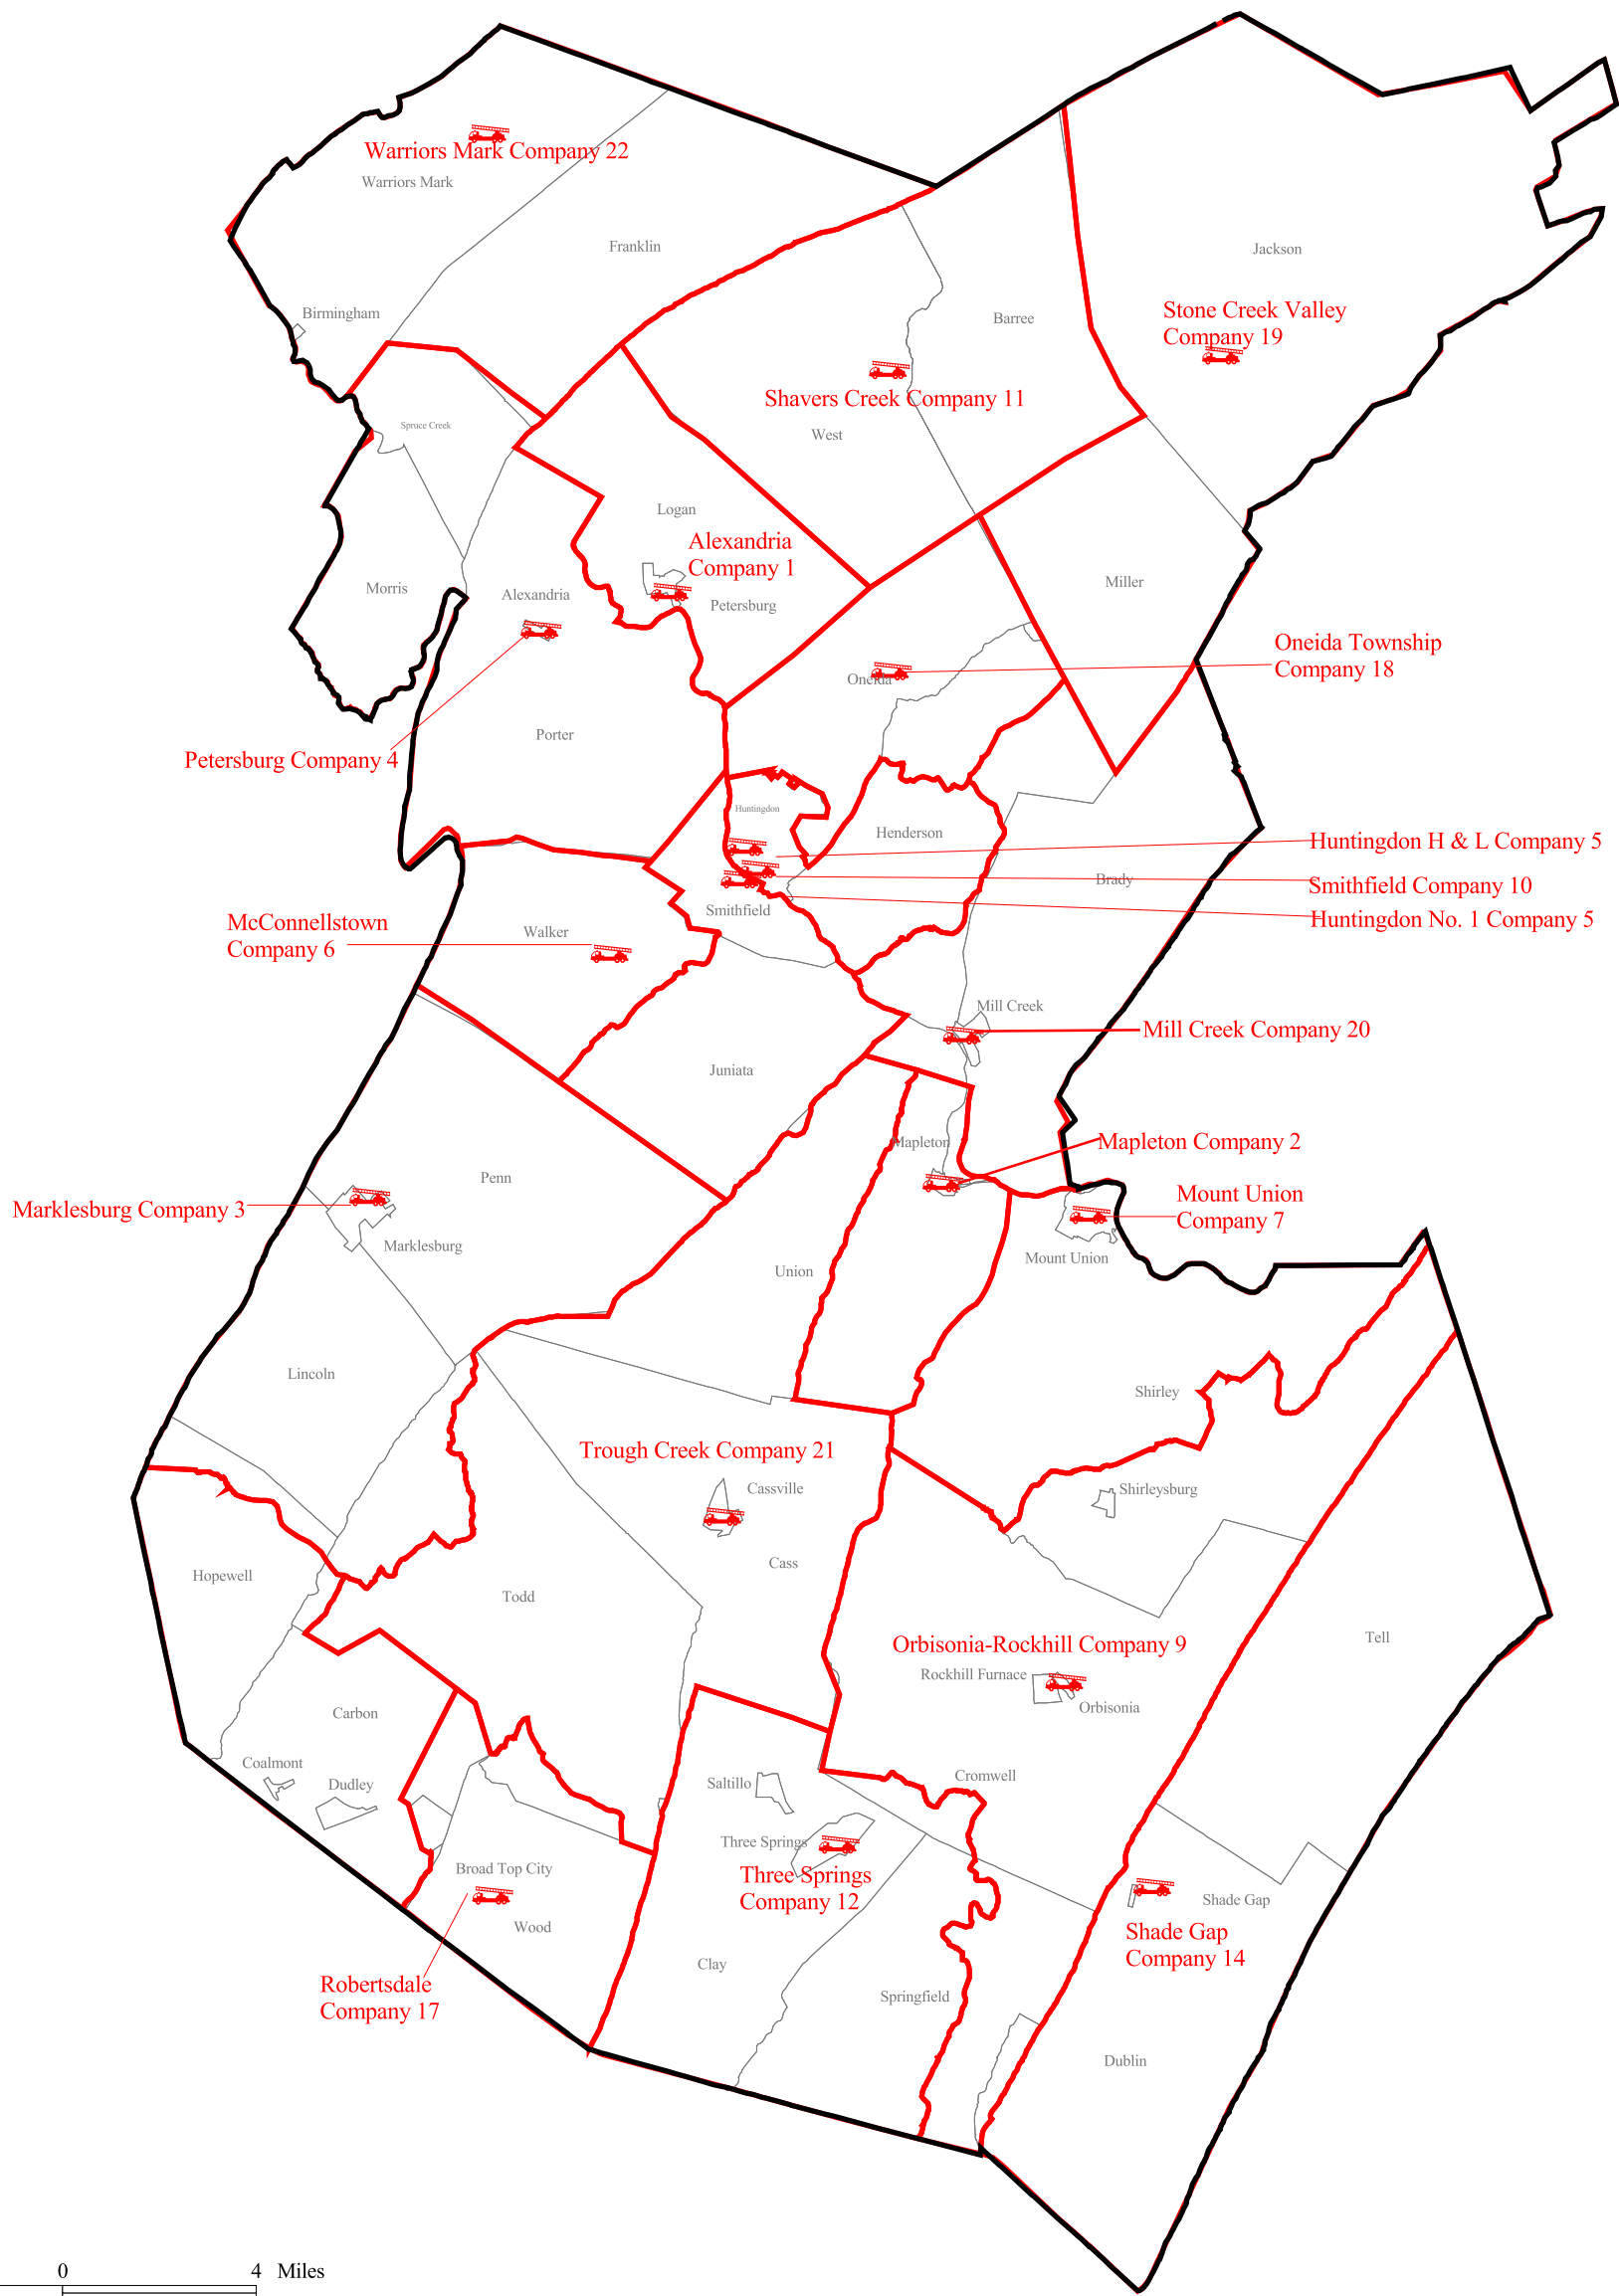 Warriors Mark Company 22
Warriors Mark
Franklin
Jackson
Birmingham
Barree
Stone Creek Valley
Company 19
Shavers Creek Company 11
Spruce Creek
West
Logan
Alexandria
Company 1
Morris
Alexandria
Petersburg
Miller
Oneida Township
Company 18
Oneida
Porter
Petersburg Company 4
Huntingdon
Henderson
Huntingdon H & L Company 5
Brady
Smithfield Company 10
Smithfield
Huntingdon No. 1 Company 5
McConnellstown
Company 6
Walker
Mill Creek
Mill Creek Company 20
Juniata
Mapleton
Mapleton Company 2
Penn
Marklesburg Company 3
Mount Union
Company 7
Marklesburg
Mount Union
Union
Lincoln
Shirley
Trough Creek Company 21
Cassville
Shirleysburg
Cass
Hopewell
Todd
Tell
Orbisonia-Rockhill Company 9
Rockhill Furnace
Orbisonia
Carbon
Coalmont
Dudley
Saltillo
Cromwell
Three Springs
Broad Top City
Three Springs
Company 12
Shade Gap
Wood
Shade Gap
Company 14
Clay
Robertsdale
Company 17
Springfield
Dublin
0 4 Miles